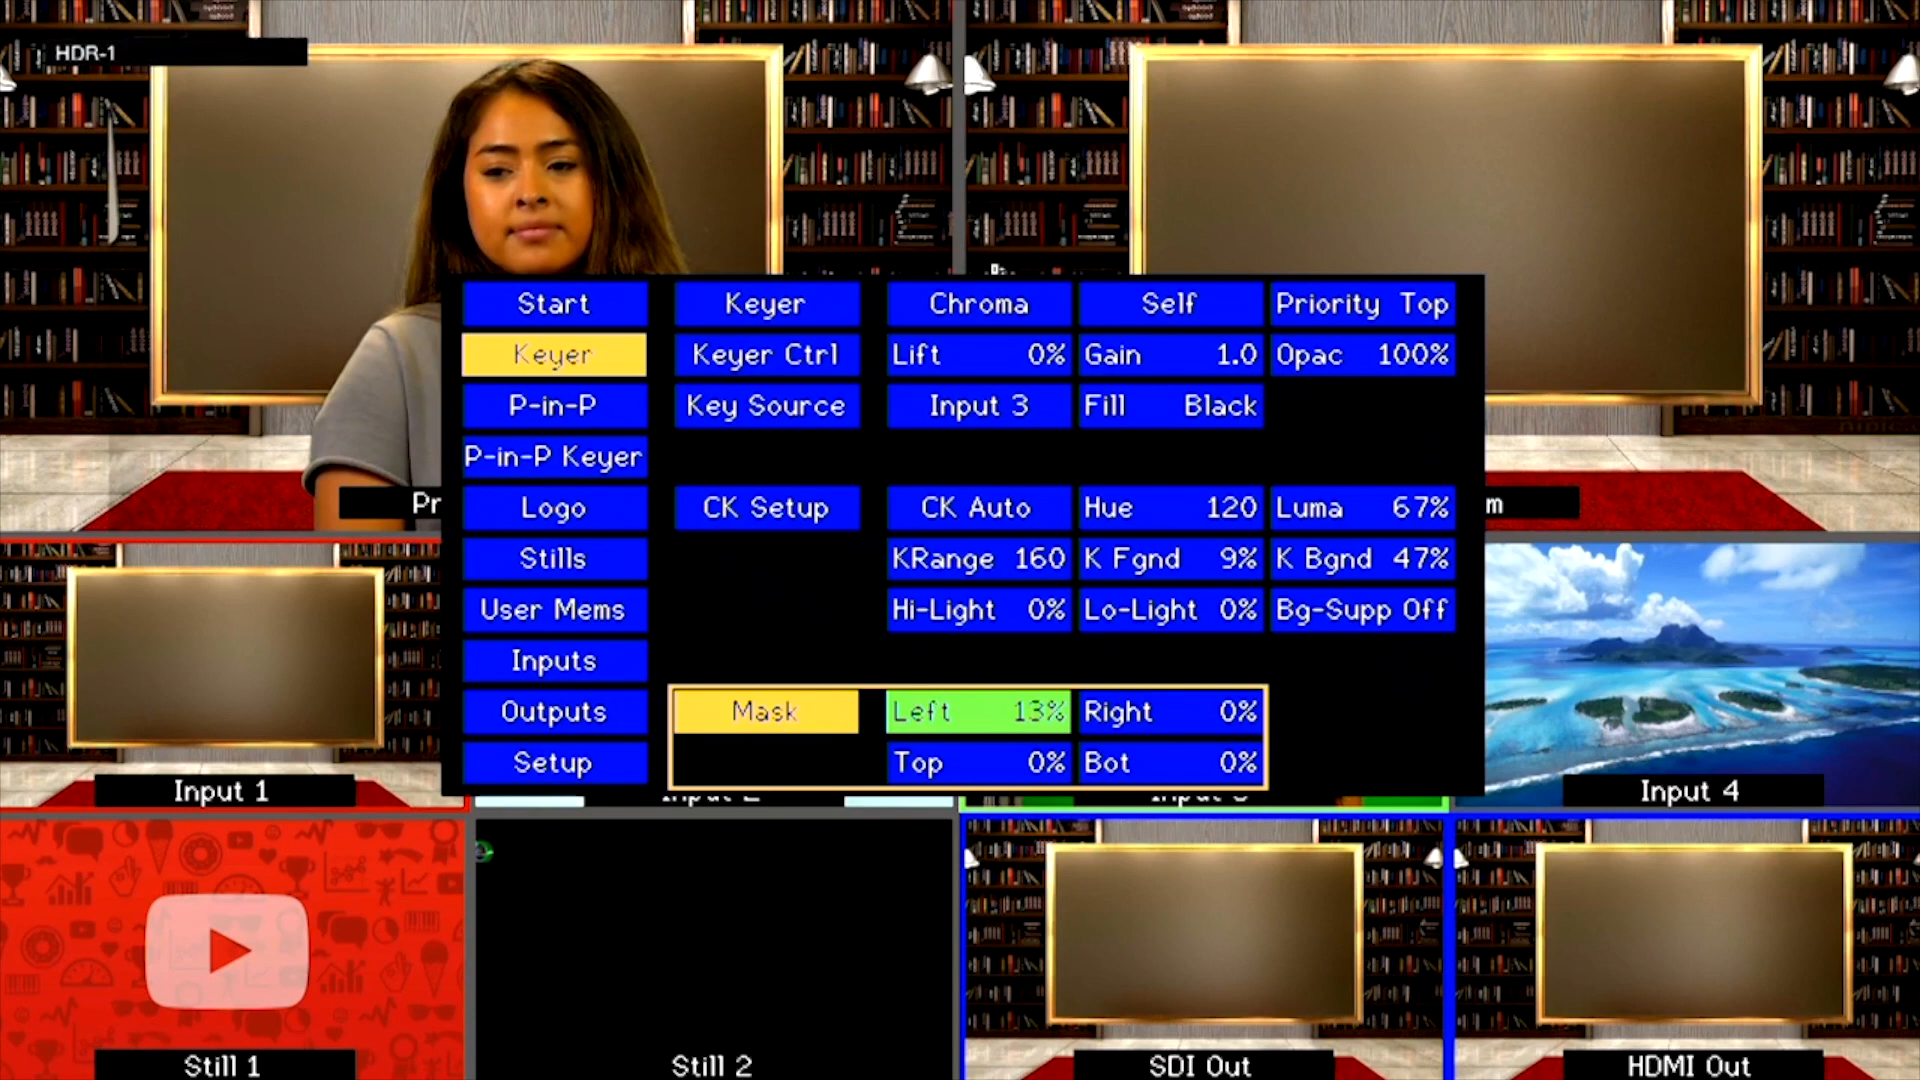 HDR-1
Start Keyer Chroma Self Priority Top
Keyer Keyer Ctrl Lift 0% Gain 1.0 Opac 100%
P-in-P Key Source Input 3 Fill Black
P-in-P Keyer
Pr
m
Logo CK Setup CK Auto Hue 120 Luma 67%
Stills KRange 160 K Fgnd 9% K Bgnd 47%
User Mems Hi-Light 0% Lo-Light 0% Bg-Supp Off
Inputs
Outputs Mask Left 13% Right 0%
Setup Top 0% Bot 0%
Input 1
Input 4
Still 1
Still 2
SDI Out
HDMI Out